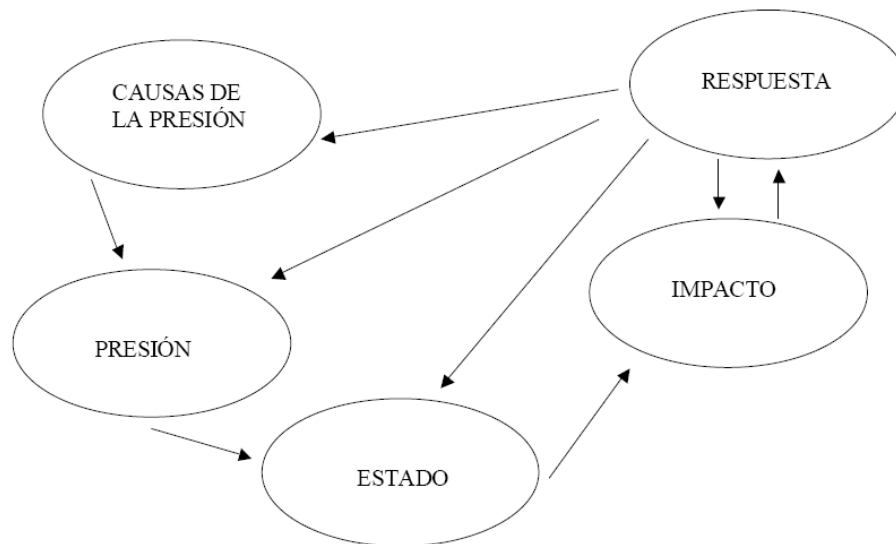 CAUSAS DE
LA PRESIÓN
RESPUESTA
IMPACTO
PRESIÓN
ESTADO